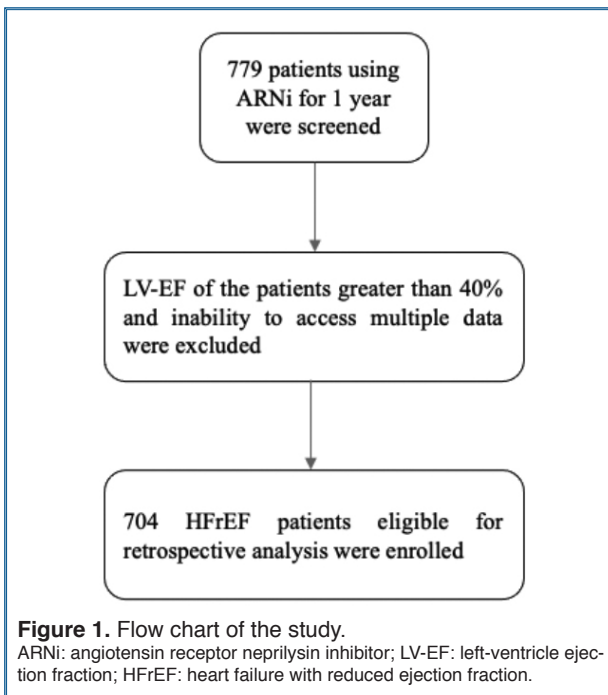 779 patients using
ARNi for 1 year
were screened
LV-EF of the patients greater than 40%
and inability to access multiple data
were excluded
704 HFrEF patients eligible for
retrospective analysis were enrolled
Figure 1. Flow chart of the study.
ARNi: angiotensin receptor neprilysin inhibitor; LV-EF: left-ventricle ejec-
tion fraction; HFrEF: heart failure with reduced ejection fraction.